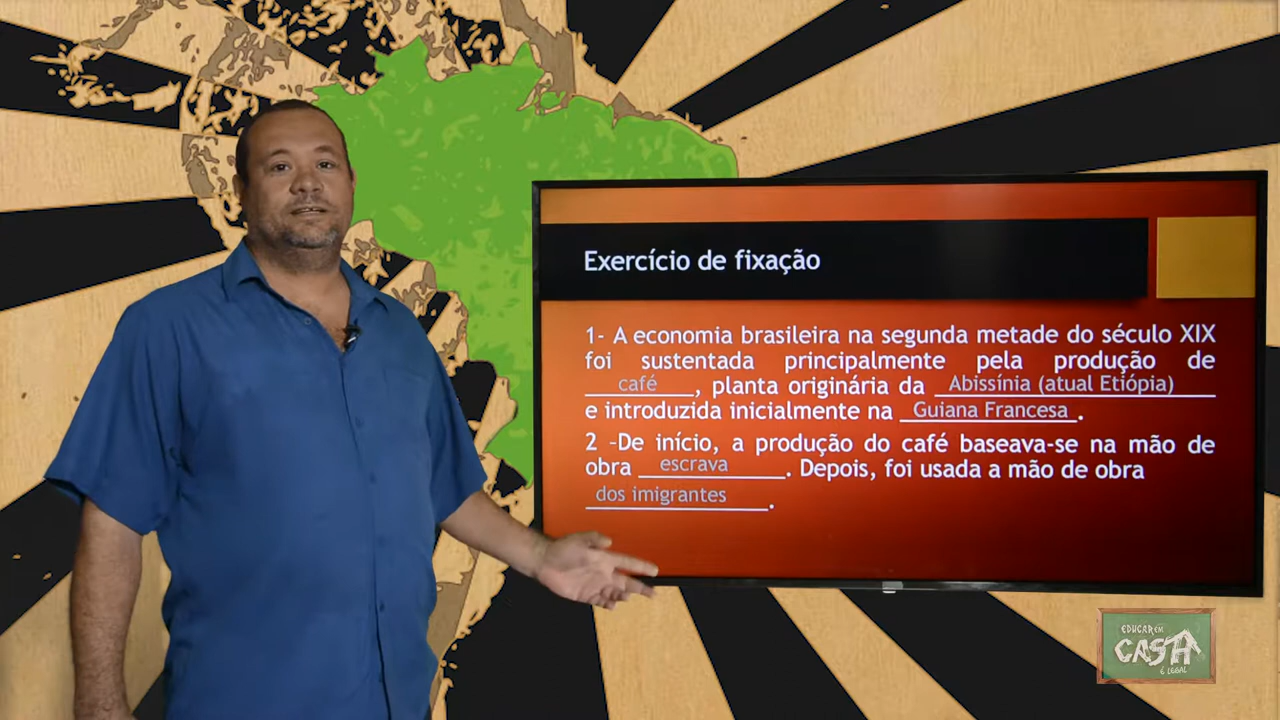 Exercício de fixação
1- A economia brasileira na segunda metade do século XIX
foi sustentada principalmente pela produção de
café, planta originária da Abissínia (atual Etiópia)
e introduzida inicialmente na Guiana Francesa.
2 –De início, a produção do café baseava-se na mão de
obra escrava. Depois, foi usada a mão de obra
dos imigrantes.
EDUCAR EM
CASA
É LEGAL